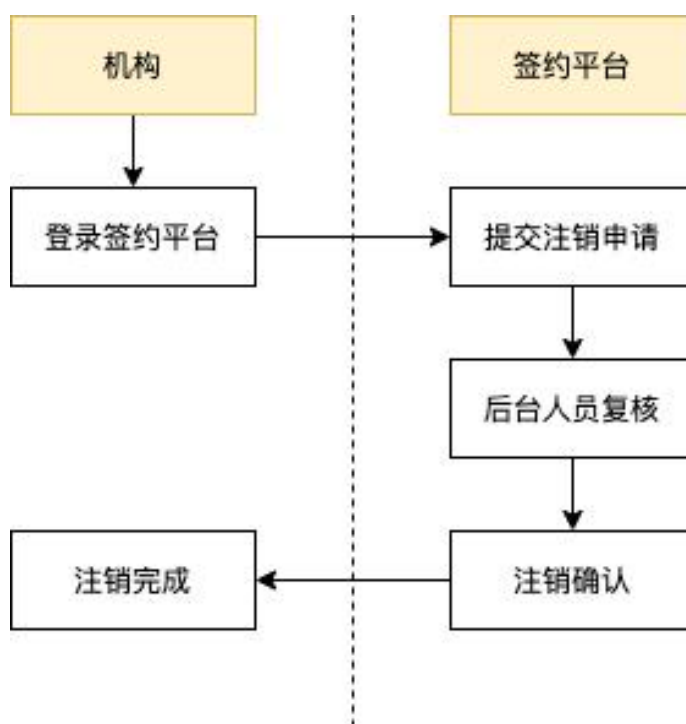 机构
签约平台
登录签约平台
提交注销申请
后台人员复核
注销完成
注销确认